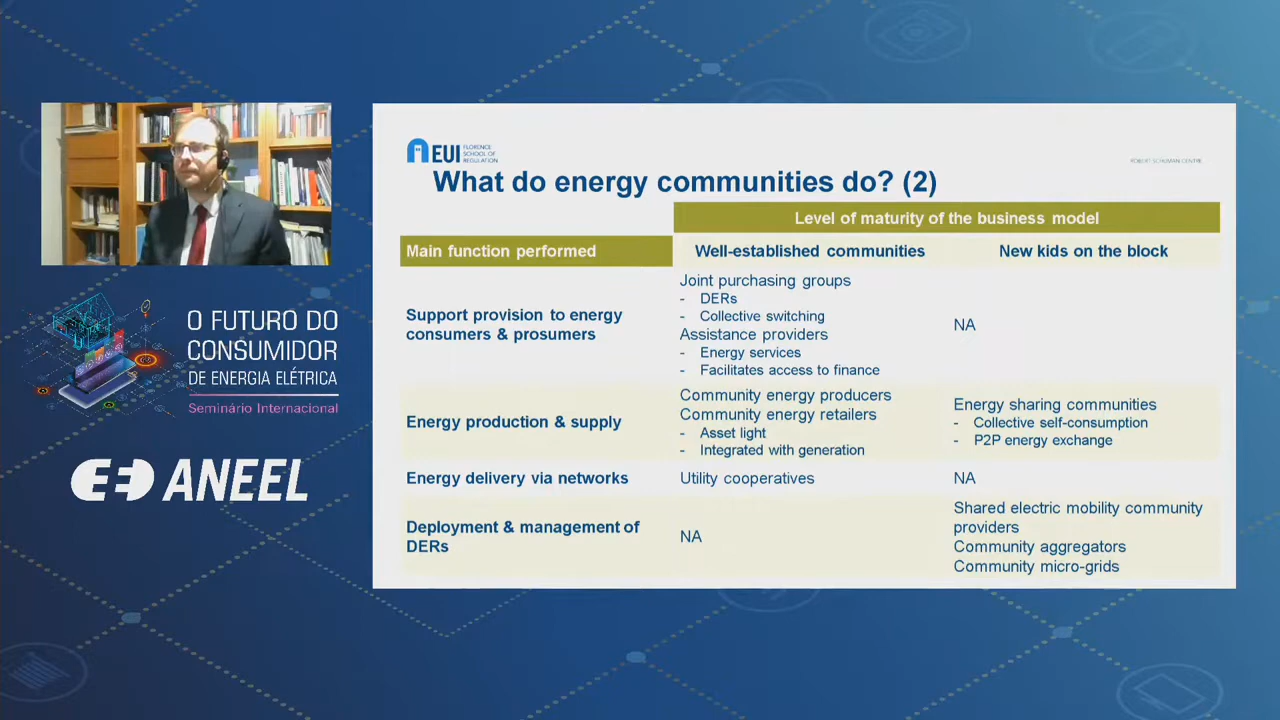 EUI
FLORENCE
SCHOOL OF
REGULATION
ROBERT SCHUMAN CENTRE
What do energy communities do? (2)
Level of maturity of the business model
Main function performed
Well-established communities
New kids on the block
Support provision to energy
consumers & prosumers
Joint purchasing groups
- DERs
- Collective switching
Assistance providers
- Energy services
- Facilitates access to finance
NA
Energy production & supply
Community energy producers
Community energy retailers
- Asset light
- Integrated with generation
Energy sharing communities
- Collective self-consumption
- P2P energy exchange
Energy delivery via networks
Utility cooperatives
NA
Deployment & management of
DERs
NA
Shared electric mobility community
providers
Community aggregators
Community micro-grids
O FUTURO DO
CONSUMIDOR
DE ENERGIA ELÉTRICA
Seminário Internacional
ANEEL